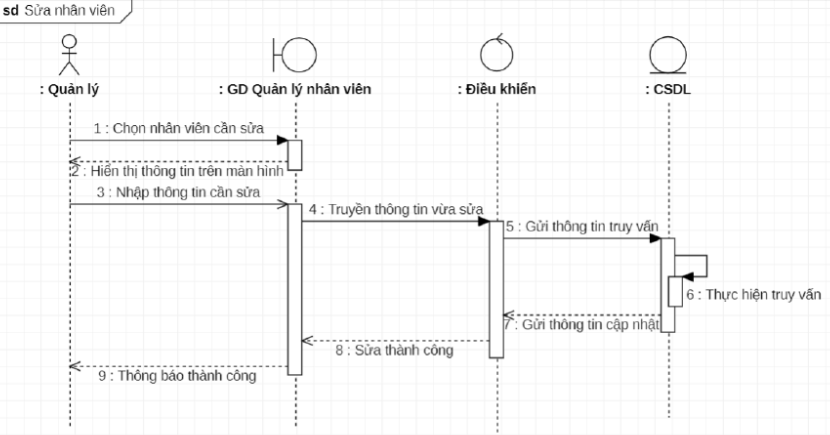 sd Sửa nhân viên
: Quản lý
: GD Quản lý nhân viên
: Điều khiển
: CSDL
1 : Chọn nhân viên cần sửa
2 : Hiển thị thông tin trên màn hình
3 : Nhập thông tin cần sửa
4 : Truyền thông tin vừa sửa
5 : Gửi thông tin truy vấn
6 : Thực hiện truy vấn
7 : Gửi thông tin cập nhật
8 : Sửa thành công
9 : Thông báo thành công